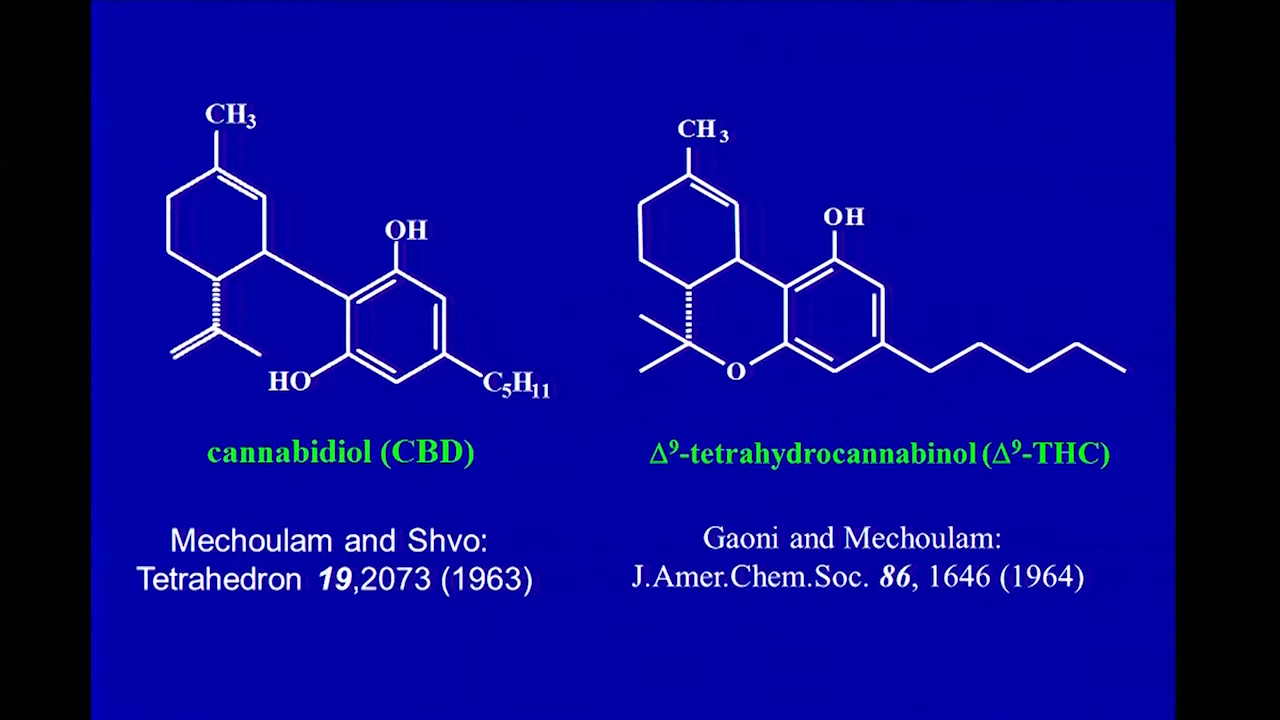 CH₃
OH
HO
C₅H₁₁
cannabidiol (CBD)
Mechoulam and Shvo:
Tetrahedron 19,2073 (1963)
CH₃
OH
O
Δ⁹-tetrahydrocannabinol (Δ⁹-THC)
Gaoni and Mechoulam:
J.Amer.Chem.Soc. 86, 1646 (1964)